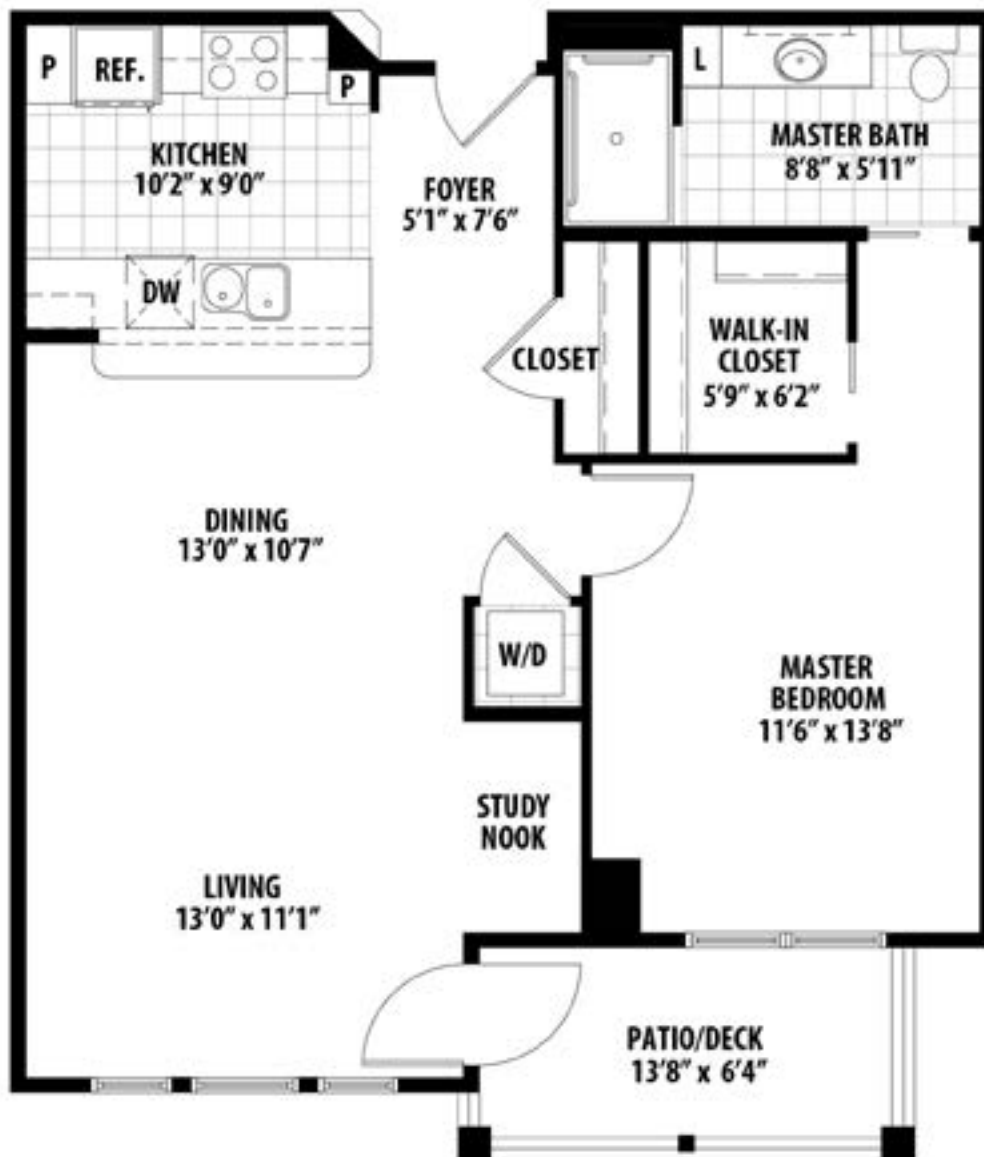 P
REF.
P
L
KITCHEN
10'2" x 9'0"
FOYER
5'1" x 7'6"
MASTER BATH
8'8" x 5'11"
DW
CLOSET
WALK-IN
CLOSET
5'9" x 6'2"
DINING
13'0" x 10'7"
W/D
MASTER
BEDROOM
11'6" x 13'8"
STUDY
NOOK
LIVING
13'0" x 11'1"
PATIO/DECK
13'8" x 6'4"